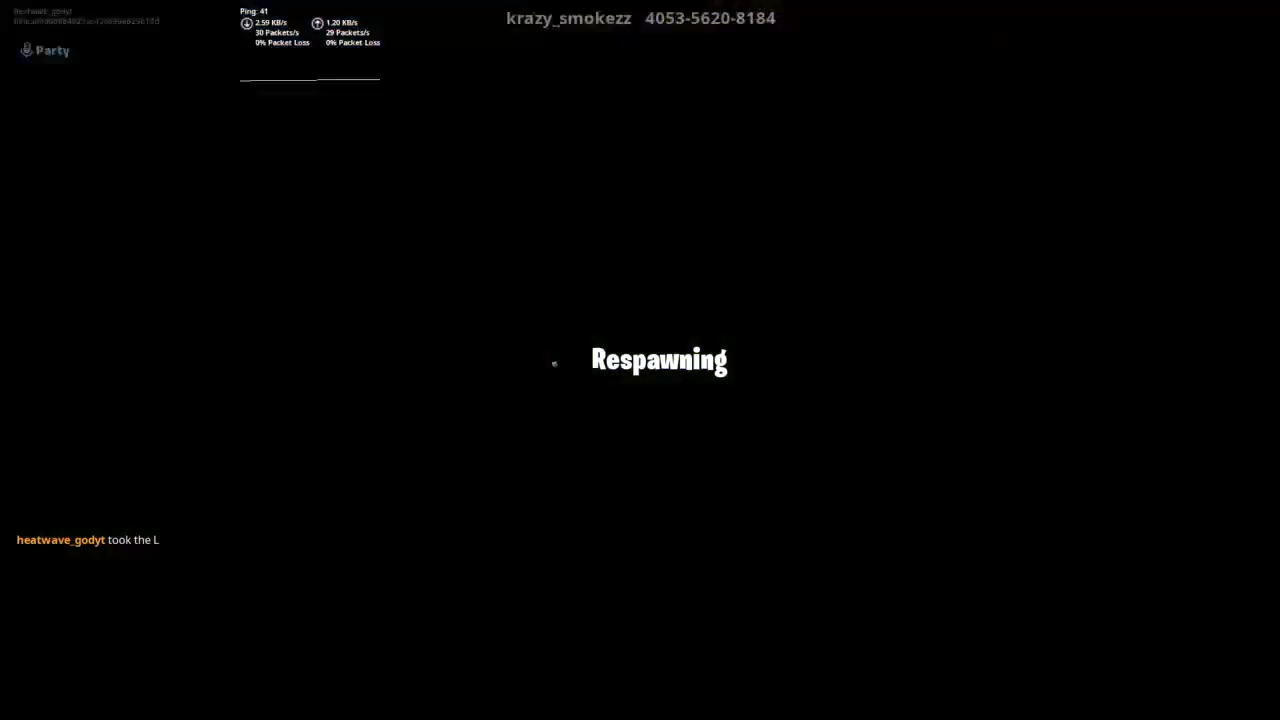 heatwave_godyt
Party
Ping: 41
2.59 KB/s
30 Packets/s
0% Packet Loss
1.20 KB/s
29 Packets/s
0% Packet Loss
krazy_smokezz 4053-5620-8184
Respawning
heatwave_godyt took the L